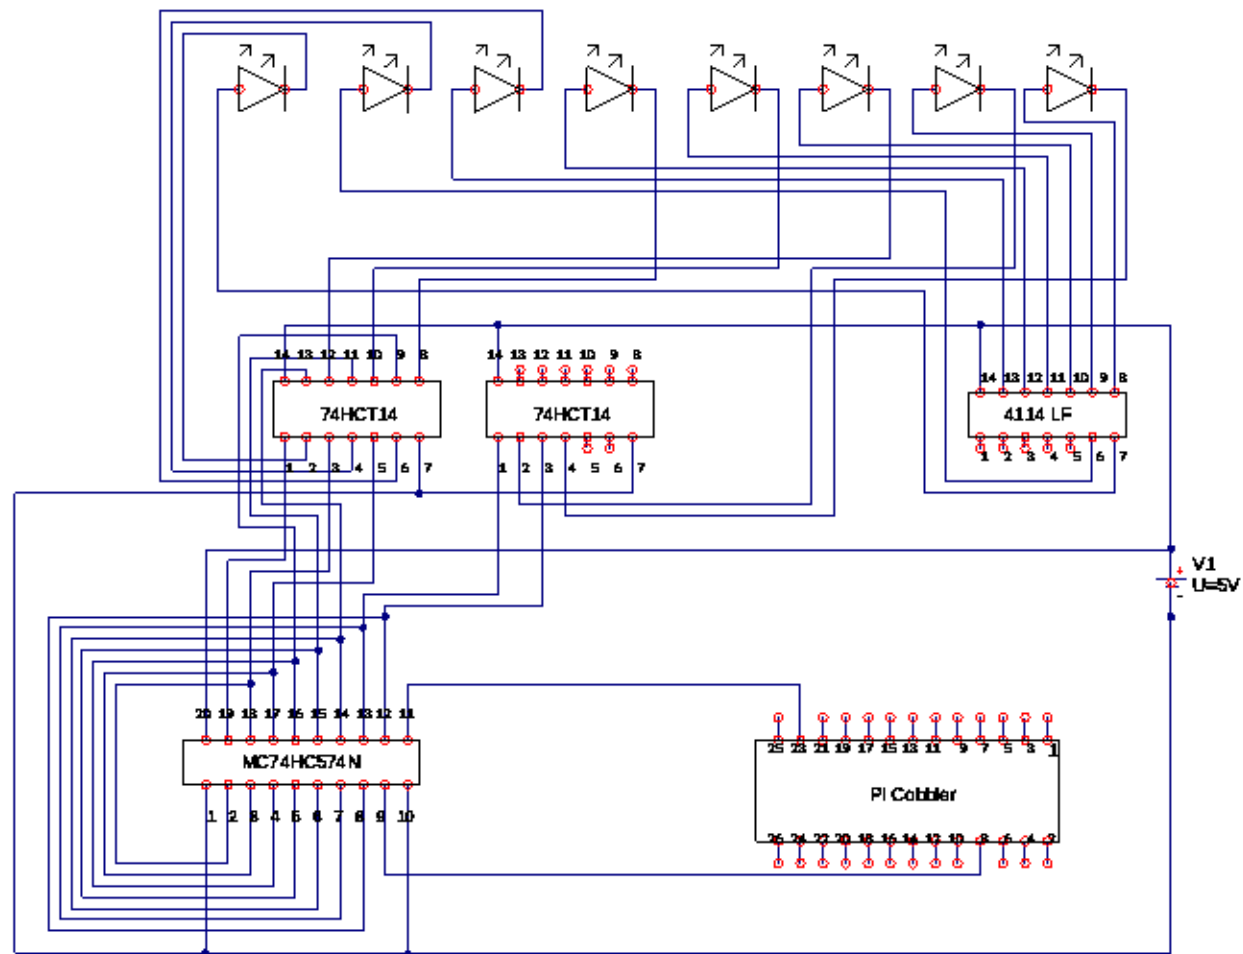 14 13 12 11 10 9 8
14 13 12 11 10 9 8
14 13 12 11 10 9 8
74HCT14
74HCT14
4114 LF
1 2 3 4 5 6 7
1 2 3 4 5 6 7
1 2 3 4 5 6 7
+
V1
U=5V
-
20 19 18 17 16 15 14 13 12 11
MC74HC574N
1 2 3 4 5 6 7 8 9 10
25 23 21 19 17 15 13 11 9 7 5 3 1
Pi Cobbler
26 24 22 20 18 16 14 12 10 8 6 4 2